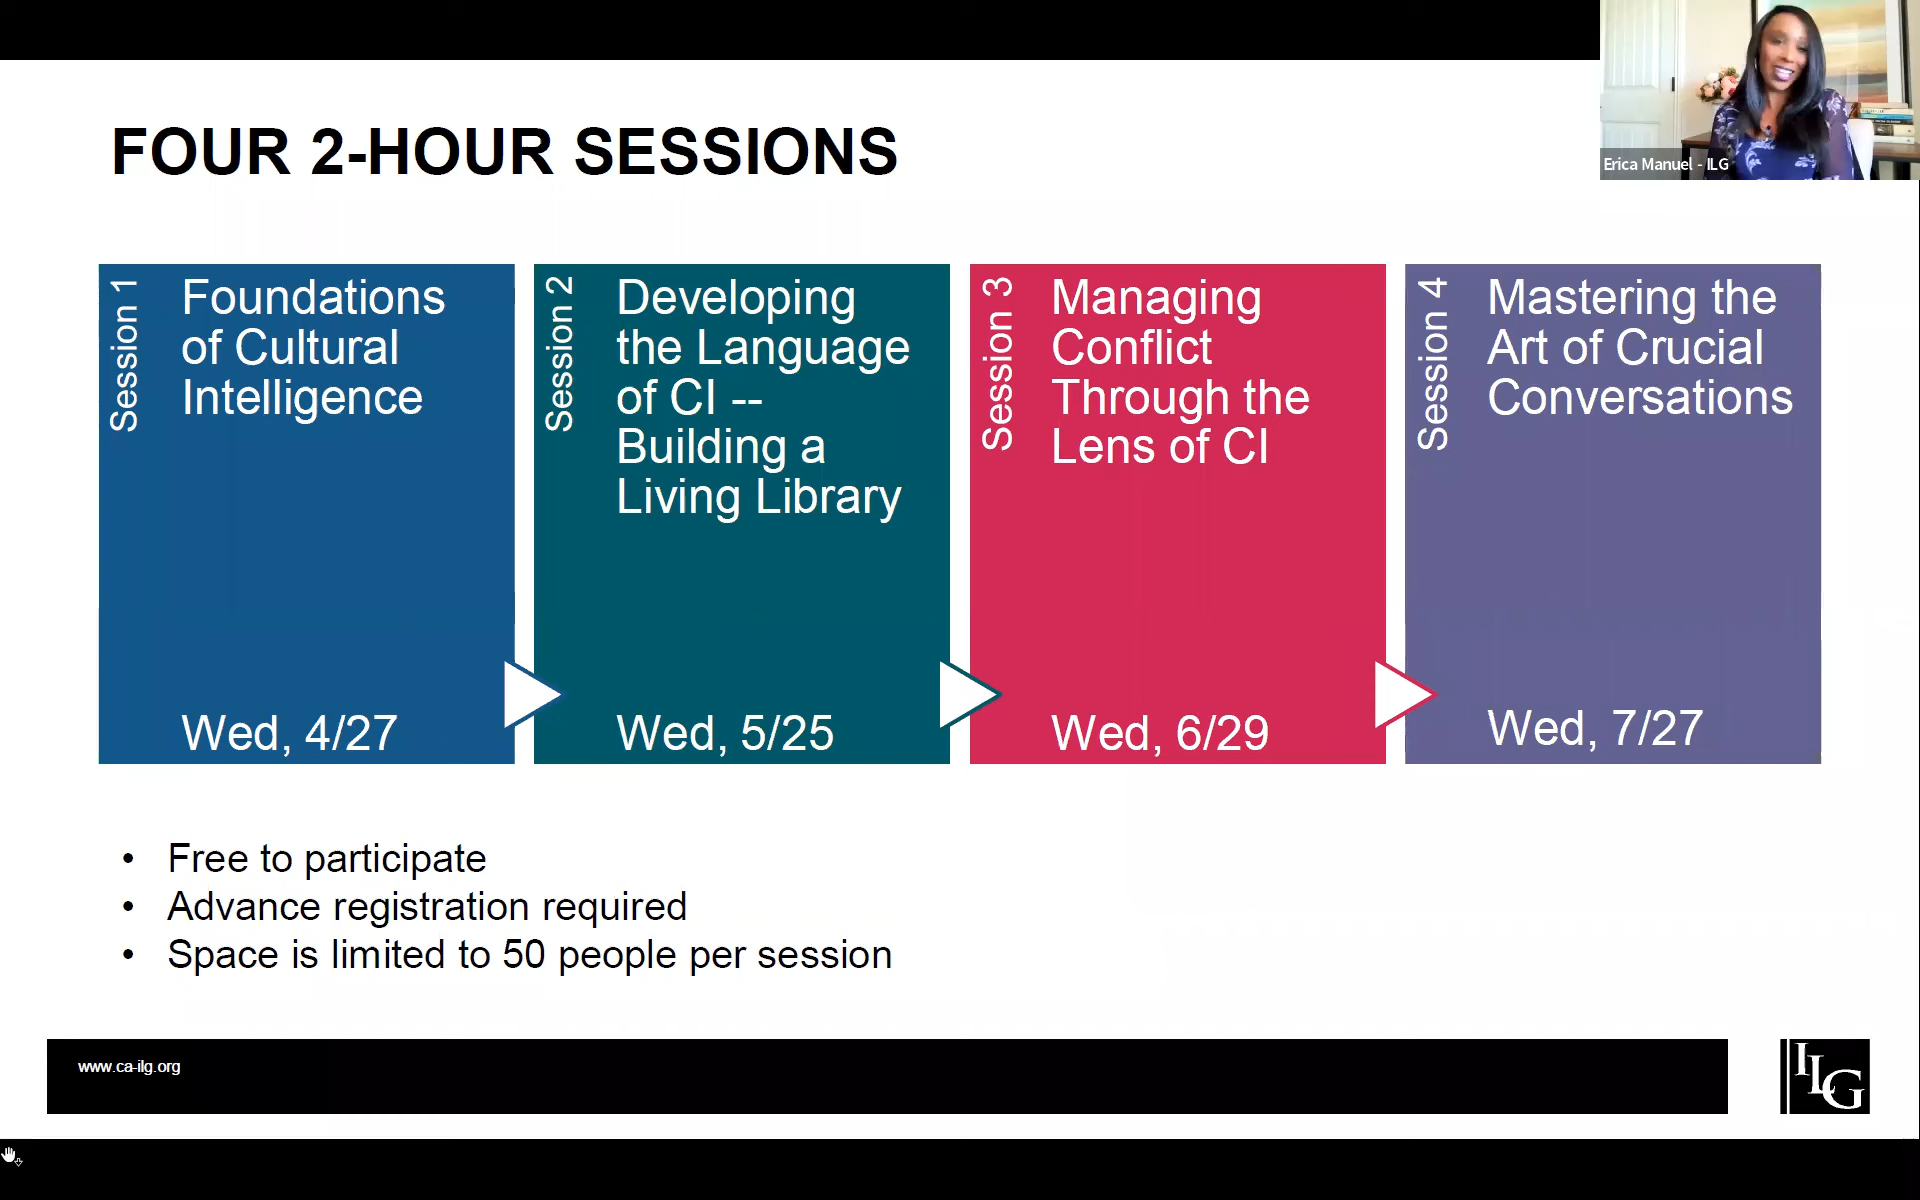 FOUR 2-HOUR SESSIONS
Erica Manuel - ILG
Session 1
Foundations
of Cultural
Intelligence
Wed, 4/27
Session 2
Developing
the Language
of CI --
Building a
Living Library
Wed, 5/25
Session 3
Managing
Conflict
Through the
Lens of CI
Wed, 6/29
Session 4
Mastering the
Art of Crucial
Conversations
Wed, 7/27
• Free to participate
• Advance registration required
• Space is limited to 50 people per session
www.ca-ilg.org
ILG